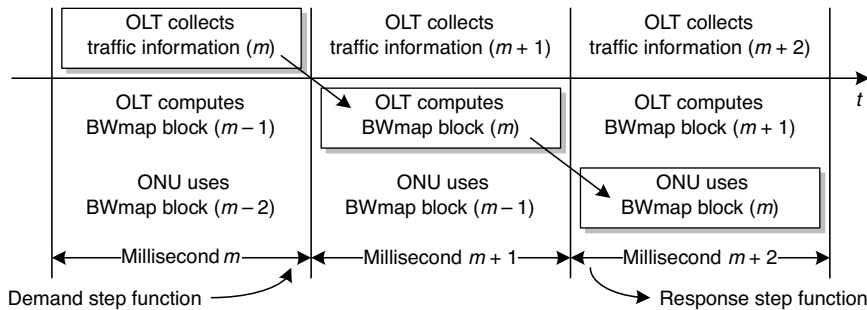 OLT collects
traffic information (m)
OLT collects
traffic information (m + 1)
OLT collects
traffic information (m + 2)
t
OLT computes
BWmap block (m – 1)
OLT computes
BWmap block (m)
OLT computes
BWmap block (m + 1)
ONU uses
BWmap block (m – 2)
ONU uses
BWmap block (m – 1)
ONU uses
BWmap block (m)
Millisecond m
Millisecond m + 1
Millisecond m + 2
Demand step function
Response step function